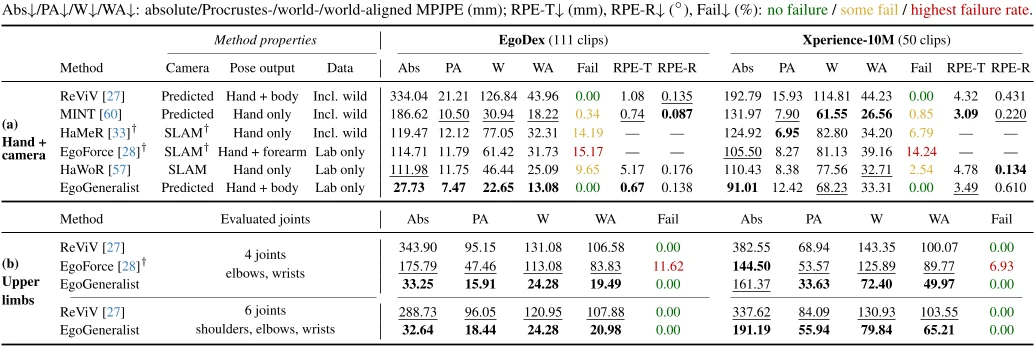 Abs↓/PA↓/W↓/WA↓: absolute/Procrustes-/world-/world-aligned MPJPE (mm); RPE-T↓ (mm), RPE-R↓ (°), Fail↓ (%): no failure / some fail / highest failure rate.
Method properties EgoDex (111 clips) Xperience-10M (50 clips)
Method Camera Pose output Data Abs PA W WA Fail RPE-T RPE-R Abs PA W WA Fail RPE-T RPE-R
(a) Hand + camera
ReViV [27] Predicted Hand + body Incl. wild 334.04 21.21 126.84 43.96 0.00 1.08 0.135 192.79 15.93 114.81 44.23 0.00 4.32 0.431
MINT [60] Predicted Hand only Incl. wild 186.62 10.50 30.94 18.22 0.34 0.74 0.087 131.97 7.90 61.55 26.56 0.85 3.09 0.220
HaMeR [33]† SLAM† Hand only Incl. wild 119.47 12.12 77.05 32.31 14.19 — — 124.92 6.95 82.80 34.20 6.79 — —
EgoForce [28]† SLAM† Hand + forearm Lab only 114.71 11.79 61.42 31.73 15.17 — — 105.50 8.27 81.13 39.16 14.24 — —
HaWoR [57] SLAM Hand only Lab only 111.98 11.75 46.44 25.09 9.65 5.17 0.176 110.43 8.38 77.56 32.71 2.54 4.78 0.134
EgoGeneralist Predicted Hand + body Lab only 27.73 7.47 22.65 13.08 0.00 0.67 0.138 91.01 12.42 68.23 33.31 0.00 3.49 0.610
Method Evaluated joints Abs PA W WA Fail Abs PA W WA Fail
(b) Upper limbs
4 joints
elbows, wrists
ReViV [27] 343.90 95.15 131.08 106.58 0.00 382.55 68.94 143.35 100.07 0.00
EgoForce [28]† 175.79 47.46 113.08 83.83 11.62 144.50 53.57 125.89 89.77 6.93
EgoGeneralist 33.25 15.91 24.28 19.49 0.00 161.37 33.63 72.40 49.97 0.00
6 joints
shoulders, elbows, wrists
ReViV [27] 288.73 96.05 120.95 107.88 0.00 337.62 84.09 130.93 103.55 0.00
EgoGeneralist 32.64 18.44 24.28 20.98 0.00 191.19 55.94 79.84 65.21 0.00